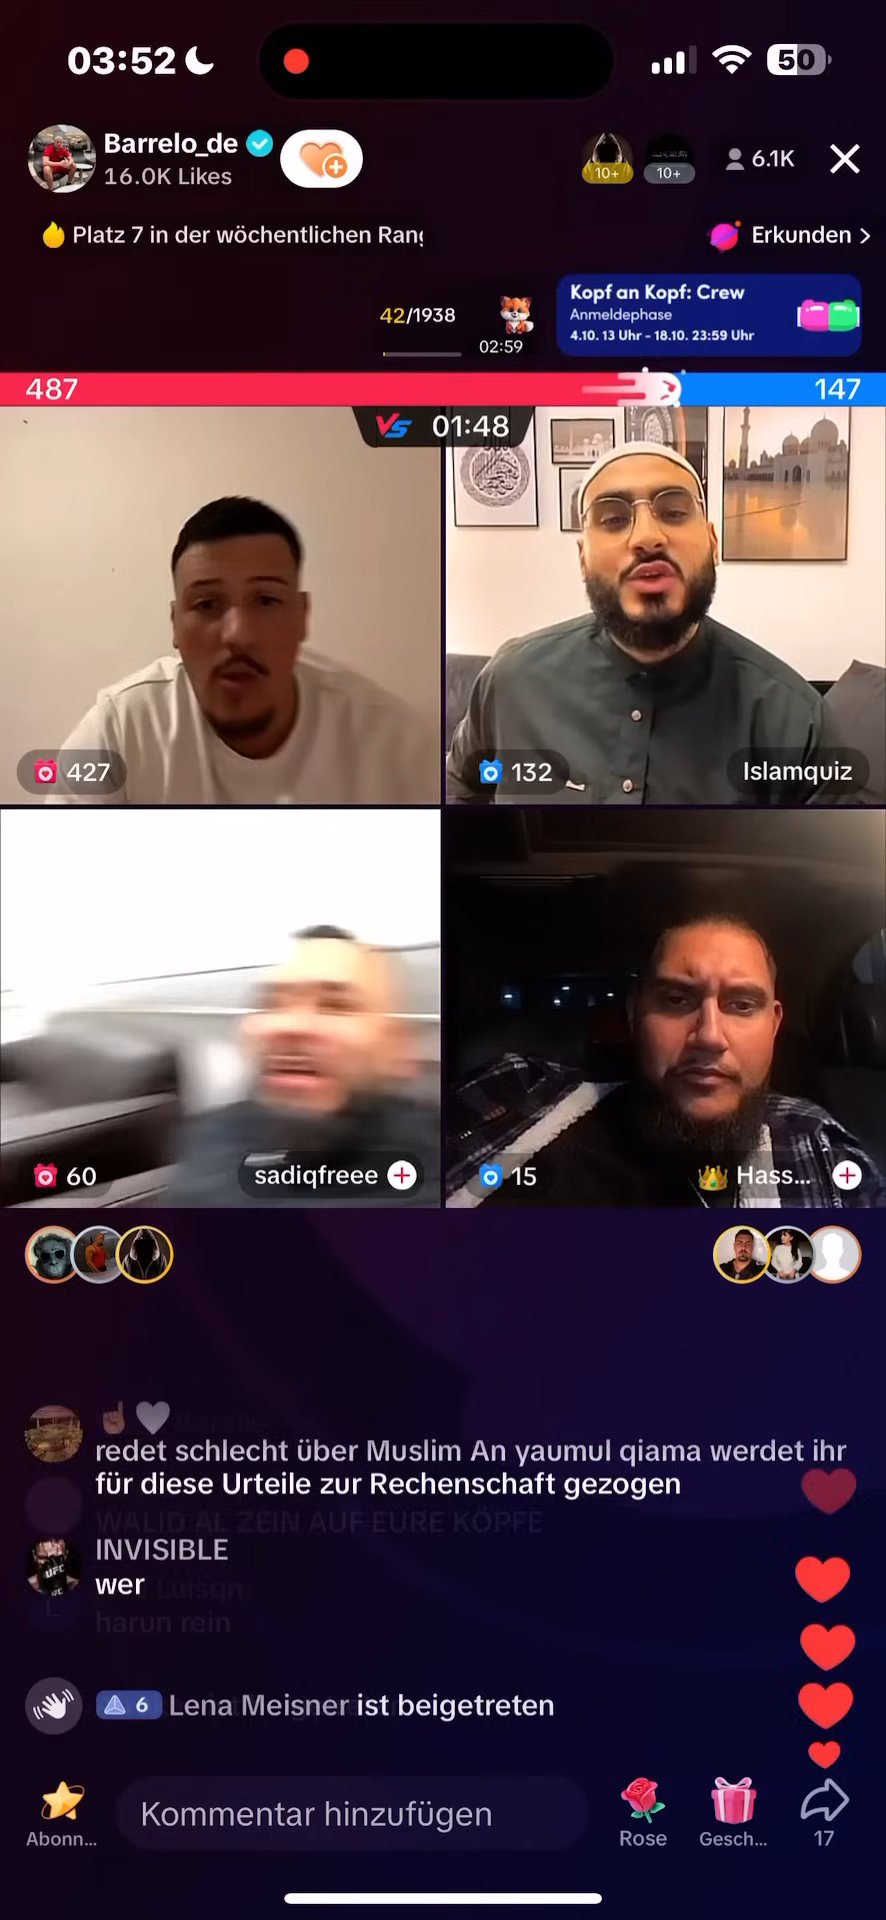 03:52
50
Barrelo_de
16.0K Likes
10+
10+
6.1K
Platz 7 in der wöchentlichen Rang
Erkunden >
42/1938
02:59
Kopf an Kopf: Crew
Anmeldephase
4.10. 13 Uhr - 18.10. 23:59 Uhr
487
147
VS 01:48
427
132
Islamquiz
60
sadiqfreee
15
Hass...
☝🏽🤍
redet schlecht über Muslim An yaumul qiama werdet ihr
für diese Urteile zur Rechenschaft gezogen
WALID AL ZEIN AUF EURE KÖPFE
INVISIBLE
UFC
wer
harun rein
6 Lena Meisner ist beigetreten
Kommentar hinzufügen
Abonn...
Rose
Gesch...
17